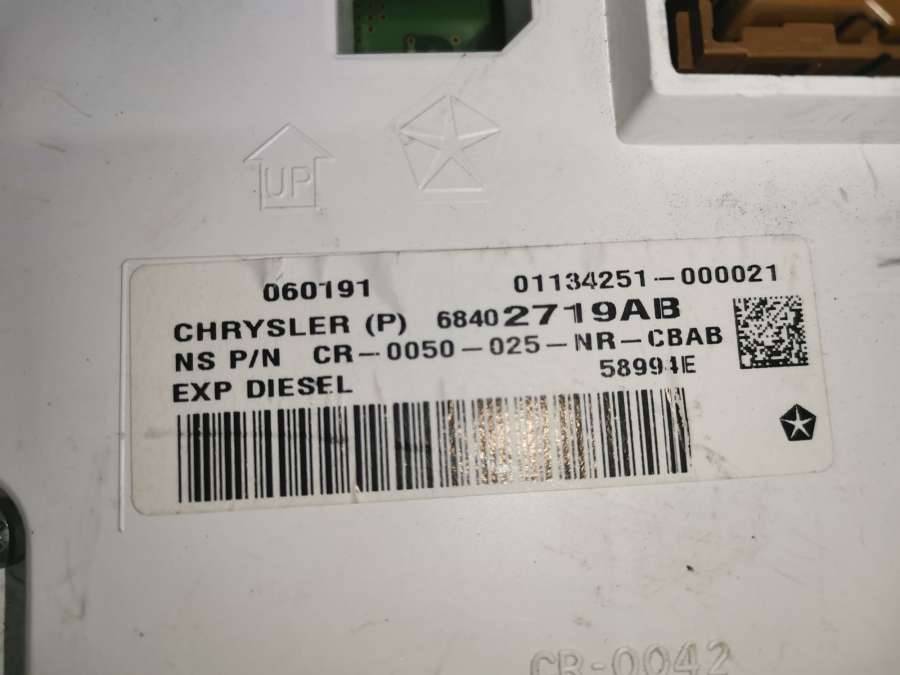 UP
060191 01134251-000021
CHRYSLER (P) 68402719AB
NS P/N CR-0050-025-NR-CBAB
EXP DIESEL 58994E
CR-0042